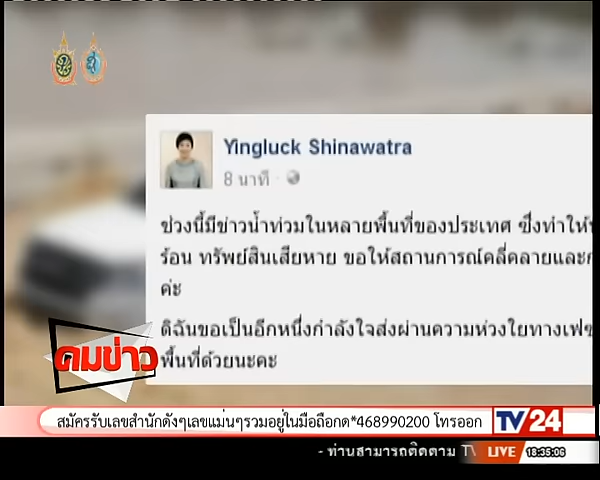 Yingluck Shinawatra
8 นาที
ช่วงนี้มีข่าวน้ำท่วมในหลายพื้นที่ของประเทศ ซึ่งทำให้
ร้อน ทรัพย์สินเสียหาย ขอให้สถานการณ์คลี่คลายและ
ค่ะ
ดิฉันขอเป็นอีกหนึ่งกำลังใจส่งผ่านความห่วงใยทางเฟซ
พื้นที่ด้วยนะคะ
คมข่าว
สมัครรับเลขสำนักดังๆเลขแม่นๆรวมอยู่ในมือถือกด*468990200 โทรออก
TV24
- ท่านสามารถติดตาม TV
LIVE 18:35:06